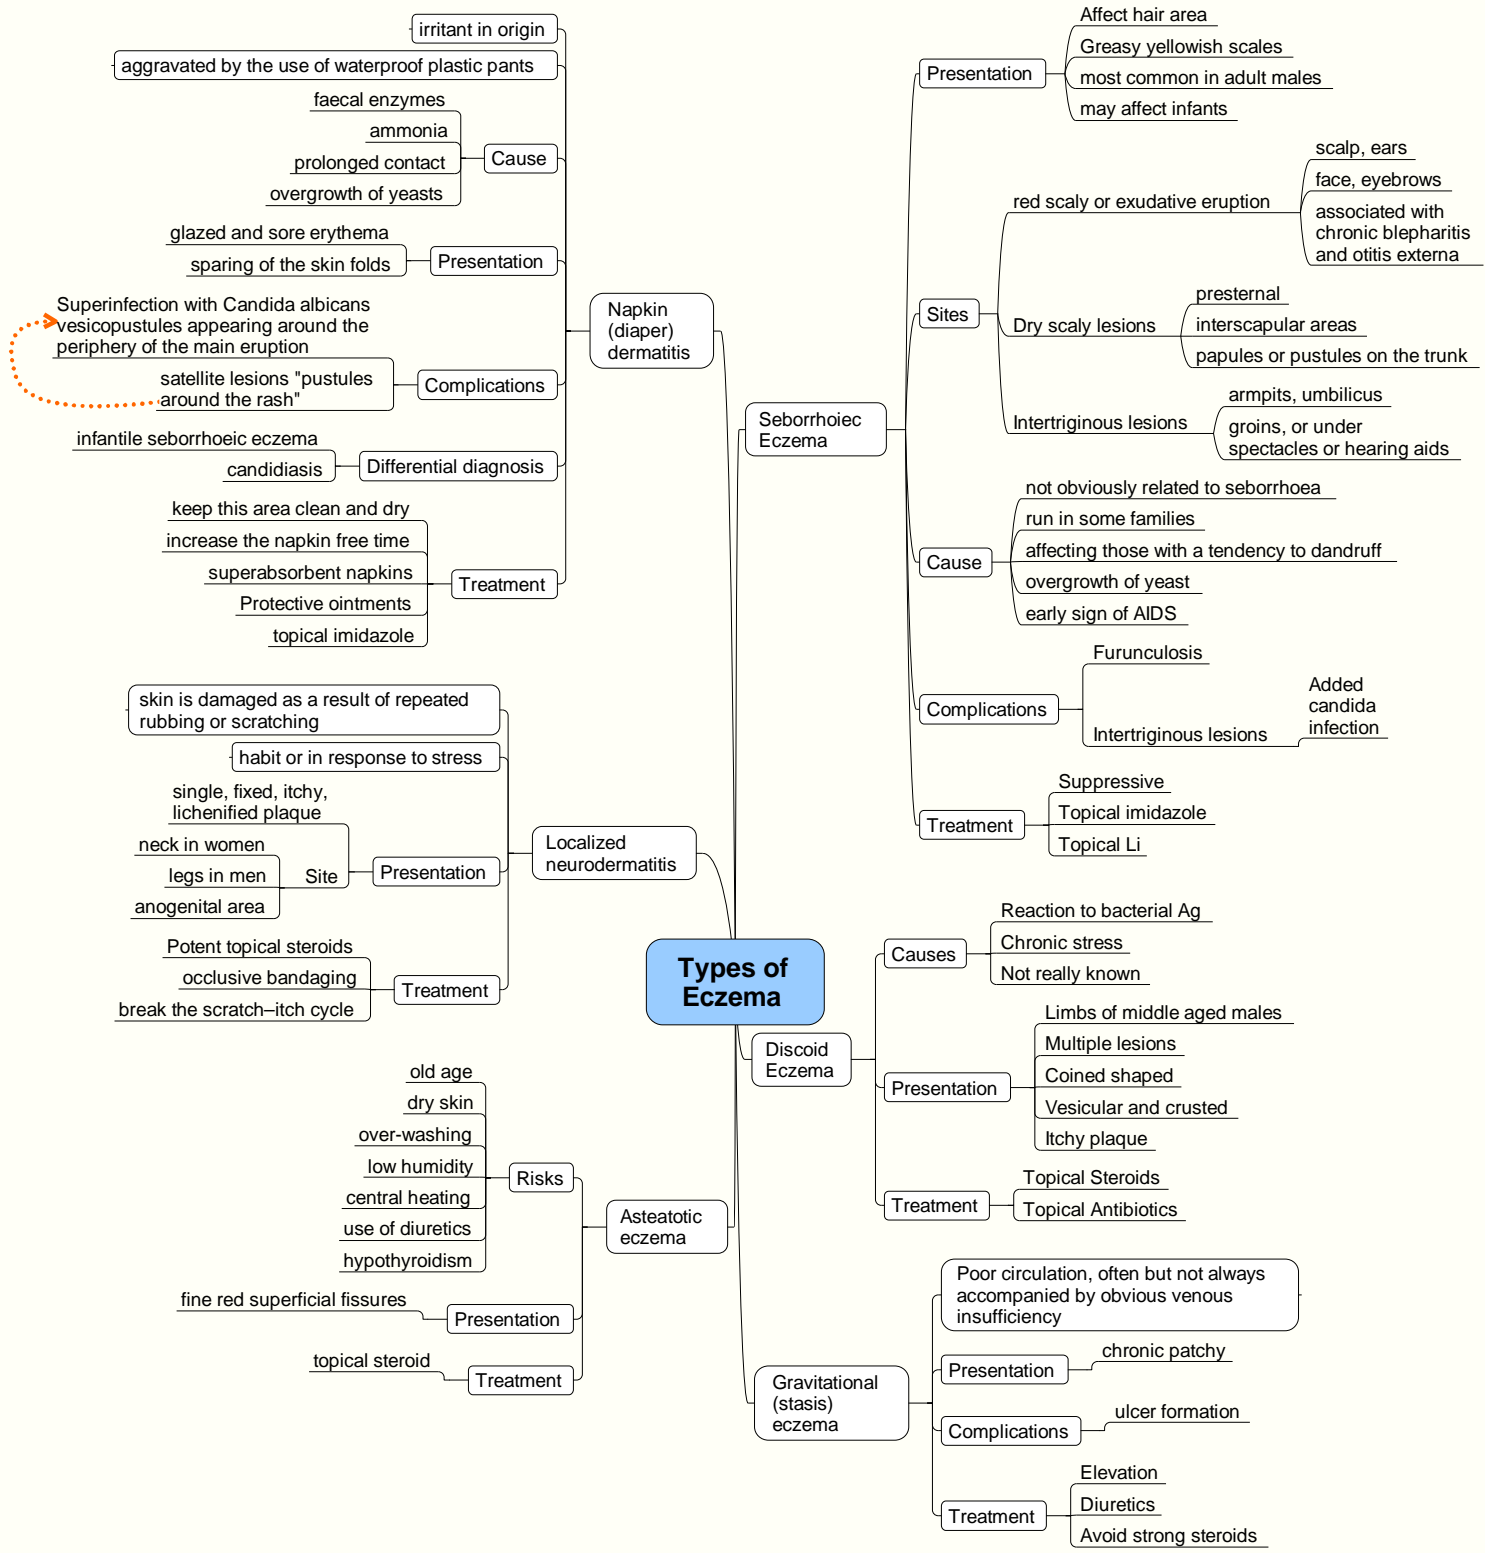 Types of
Eczema
Napkin
(diaper)
dermatitis
irritant in origin
aggravated by the use of waterproof plastic pants
Cause
faecal enzymes
ammonia
prolonged contact
overgrowth of yeasts
Presentation
glazed and sore erythema
sparing of the skin folds
Complications
Superinfection with Candida albicans
vesicopustules appearing around the
periphery of the main eruption
satellite lesions "pustules
around the rash"
Differential diagnosis
infantile seborrhoeic eczema
candidiasis
Treatment
keep this area clean and dry
increase the napkin free time
superabsorbent napkins
Protective ointments
topical imidazole
Localized
neurodermatitis
skin is damaged as a result of repeated
rubbing or scratching
habit or in response to stress
Presentation
single, fixed, itchy,
lichenified plaque
Site
neck in women
legs in men
anogenital area
Treatment
Potent topical steroids
occlusive bandaging
break the scratch–itch cycle
Asteatotic
eczema
Risks
old age
dry skin
over-washing
low humidity
central heating
use of diuretics
hypothyroidism
Presentation
fine red superficial fissures
Treatment
topical steroid
Seborrhoiec
Eczema
Presentation
Affect hair area
Greasy yellowish scales
most common in adult males
may affect infants
Sites
red scaly or exudative eruption
scalp, ears
face, eyebrows
associated with
chronic blepharitis
and otitis externa
Dry scaly lesions
presternal
interscapular areas
papules or pustules on the trunk
Intertriginous lesions
armpits, umbilicus
groins, or under
spectacles or hearing aids
Cause
not obviously related to seborrhoea
run in some families
affecting those with a tendency to dandruff
overgrowth of yeast
early sign of AIDS
Complications
Furunculosis
Intertriginous lesions
Added
candida
infection
Treatment
Suppressive
Topical imidazole
Topical Li
Discoid
Eczema
Causes
Reaction to bacterial Ag
Chronic stress
Not really known
Presentation
Limbs of middle aged males
Multiple lesions
Coined shaped
Vesicular and crusted
Itchy plaque
Treatment
Topical Steroids
Topical Antibiotics
Gravitational
(stasis)
eczema
Poor circulation, often but not always
accompanied by obvious venous
insufficiency
Presentation
chronic patchy
Complications
ulcer formation
Treatment
Elevation
Diuretics
Avoid strong steroids